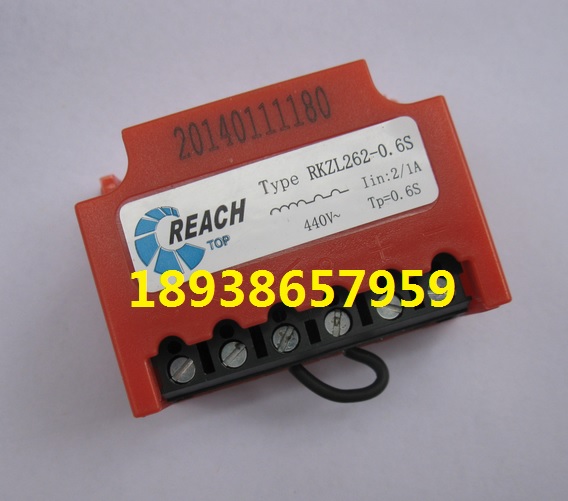 20140111180
REACH
TOP
Type RKZL262-0.6S
Iin:2/1A
440V~
Tp=0.6S
18938657959